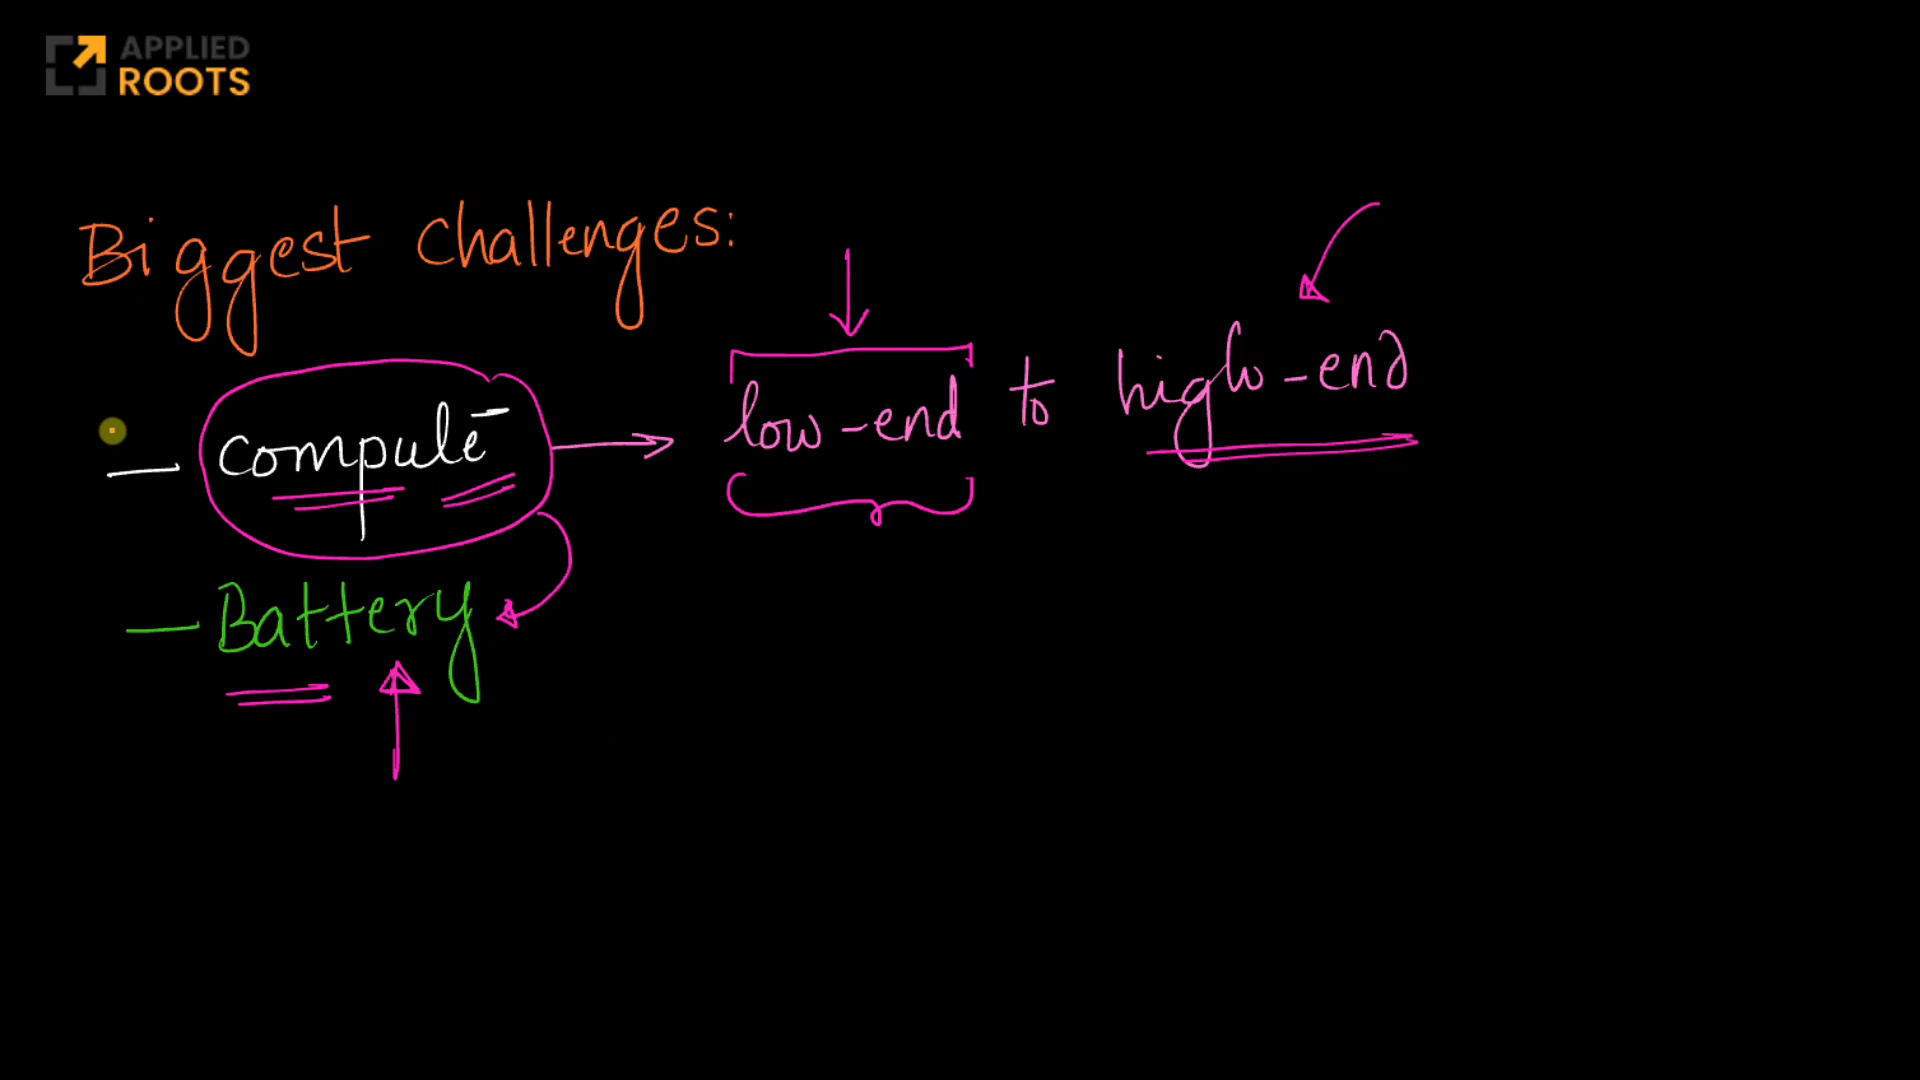 APPLIED
ROOTS
Biggest challenges:
- compute → low-end to high-end
- Battery